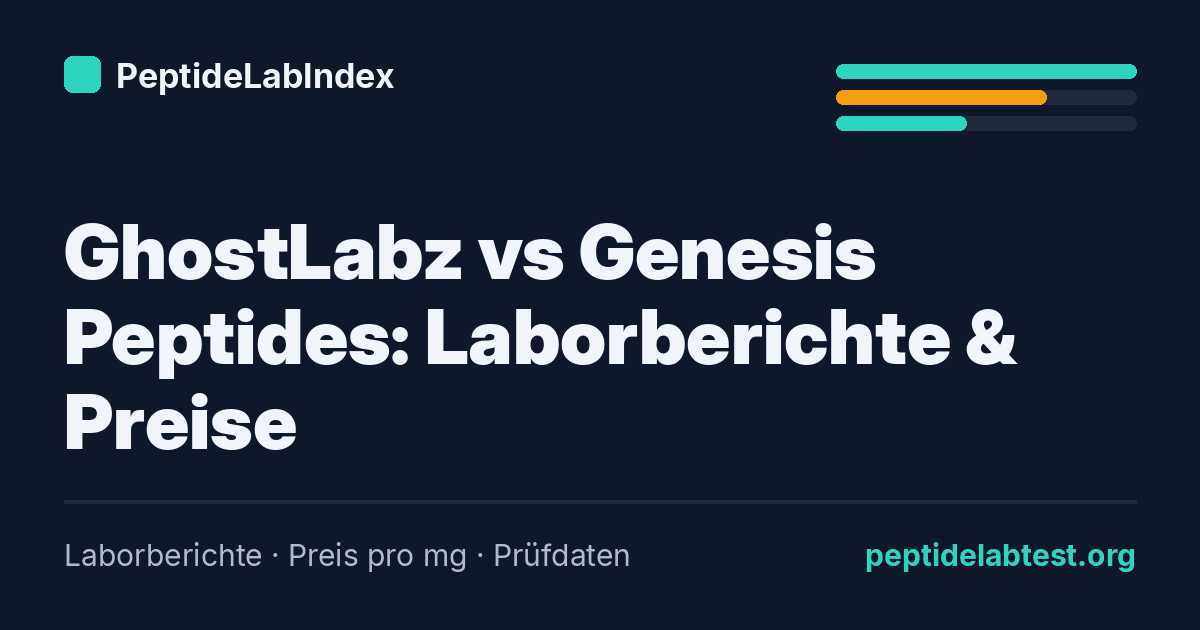 PeptideLabIndex
GhostLabz vs Genesis
Peptides: Laborberichte &
Preise
Laborberichte · Preis pro mg · Prüfdaten
peptidelabtest.org